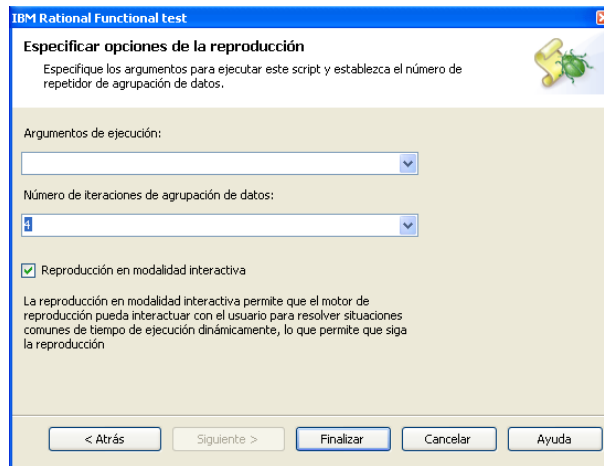 IBM Rational Functional test
Especificar opciones de la reproducción
Especifique los argumentos para ejecutar este script y establezca el número de
repetidor de agrupación de datos.
Argumentos de ejecución:
Número de iteraciones de agrupación de datos:
4
Reproducción en modalidad interactiva
La reproducción en modalidad interactiva permite que el motor de
reproducción pueda interactuar con el usuario para resolver situaciones
comunes de tiempo de ejecución dinámicamente, lo que permite que siga
la reproducción
< Atrás Siguiente > Finalizar Cancelar Ayuda